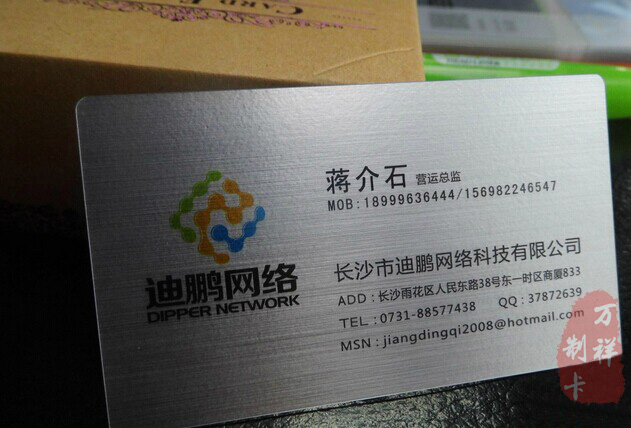 CARD E
蒋介石 营运总监
MOB:18999636444/156982246547
迪鹏网络
DIPPER NETWORK
长沙市迪鹏网络科技有限公司
ADD:长沙雨花区人民东路38号东一时区商厦833
TEL:0731-88577438 QQ:37872639
MSN:jiangdingqi2008@hotmail.com
万祥
制卡